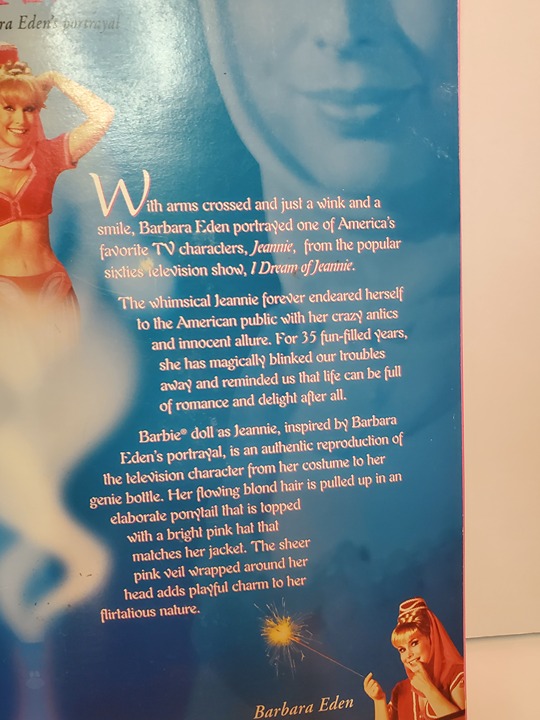 ra Eden's portrayal
With arms crossed and just a wink and a
smile, Barbara Eden portrayed one of America's
favorite TV characters, Jeannie, from the popular
sixties television show, I Dream of Jeannie.
The whimsical Jeannie forever endeared herself
to the American public with her crazy antics
and innocent allure. For 35 fun-filled years,
she has magically blinked our troubles
away and reminded us that life can be full
of romance and delight after all.
Barbie® doll as Jeannie, inspired by Barbara
Eden's portrayal, is an authentic reproduction of
the television character from her costume to her
genie bottle. Her flowing blond hair is pulled up in an
elaborate ponytail that is topped
with a bright pink hat that
matches her jacket. The sheer
pink veil wrapped around her
head adds playful charm to her
flirtatious nature.
Barbara Eden